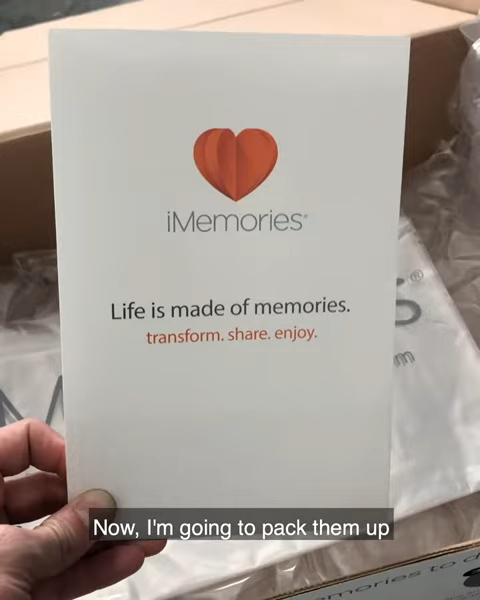 iMemories®
Life is made of memories.
transform. share. enjoy.
Now, I'm going to pack them up